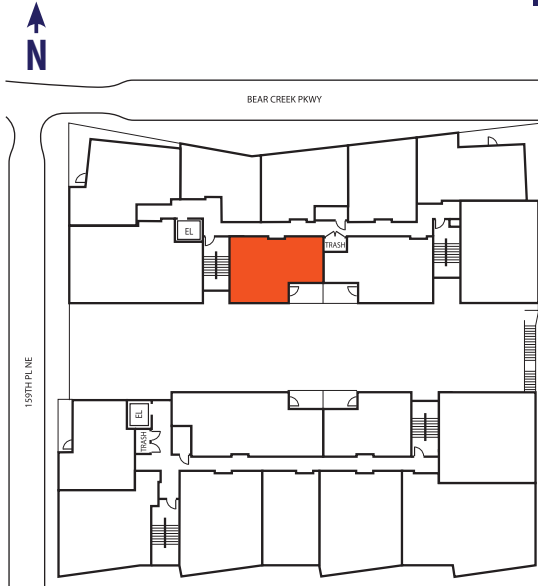 N
BEAR CREEK PKWY
EL
TRASH
159TH PL NE
EL
TRASH